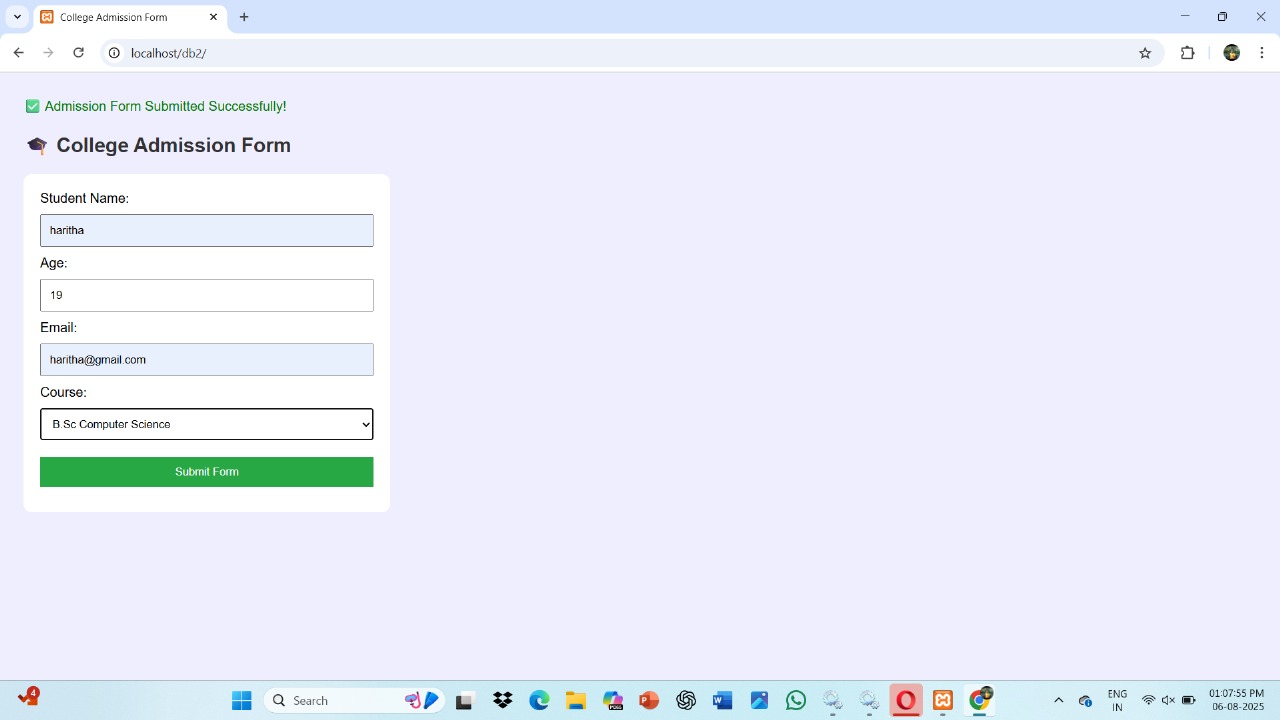 College Admission Form
localhost/db2/
✅ Admission Form Submitted Successfully!
🎓 College Admission Form
Student Name:
haritha
Age:
19
Email:
haritha@gmail.com
Course:
B.Sc Computer Science
Submit Form
4
Search
ENG
IN
01:07:55 PM
06-08-2025